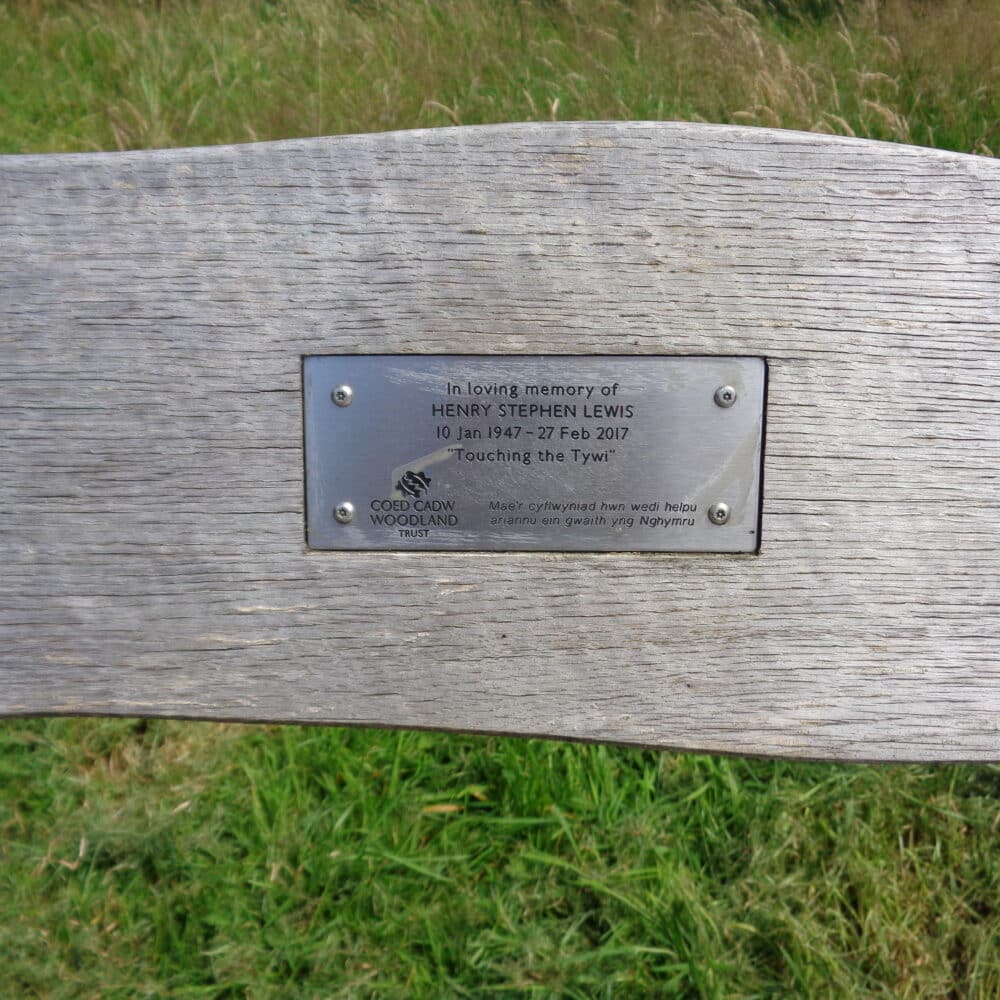 In loving memory of
HENRY STEPHEN LEWIS
10 Jan 1947 - 27 Feb 2017
"Touching the Tywi"
COED CADW
WOODLAND
TRUST
Mae'r cyflwyniad hwn wedi helpu
ariannu ein gwaith yng Nghymru